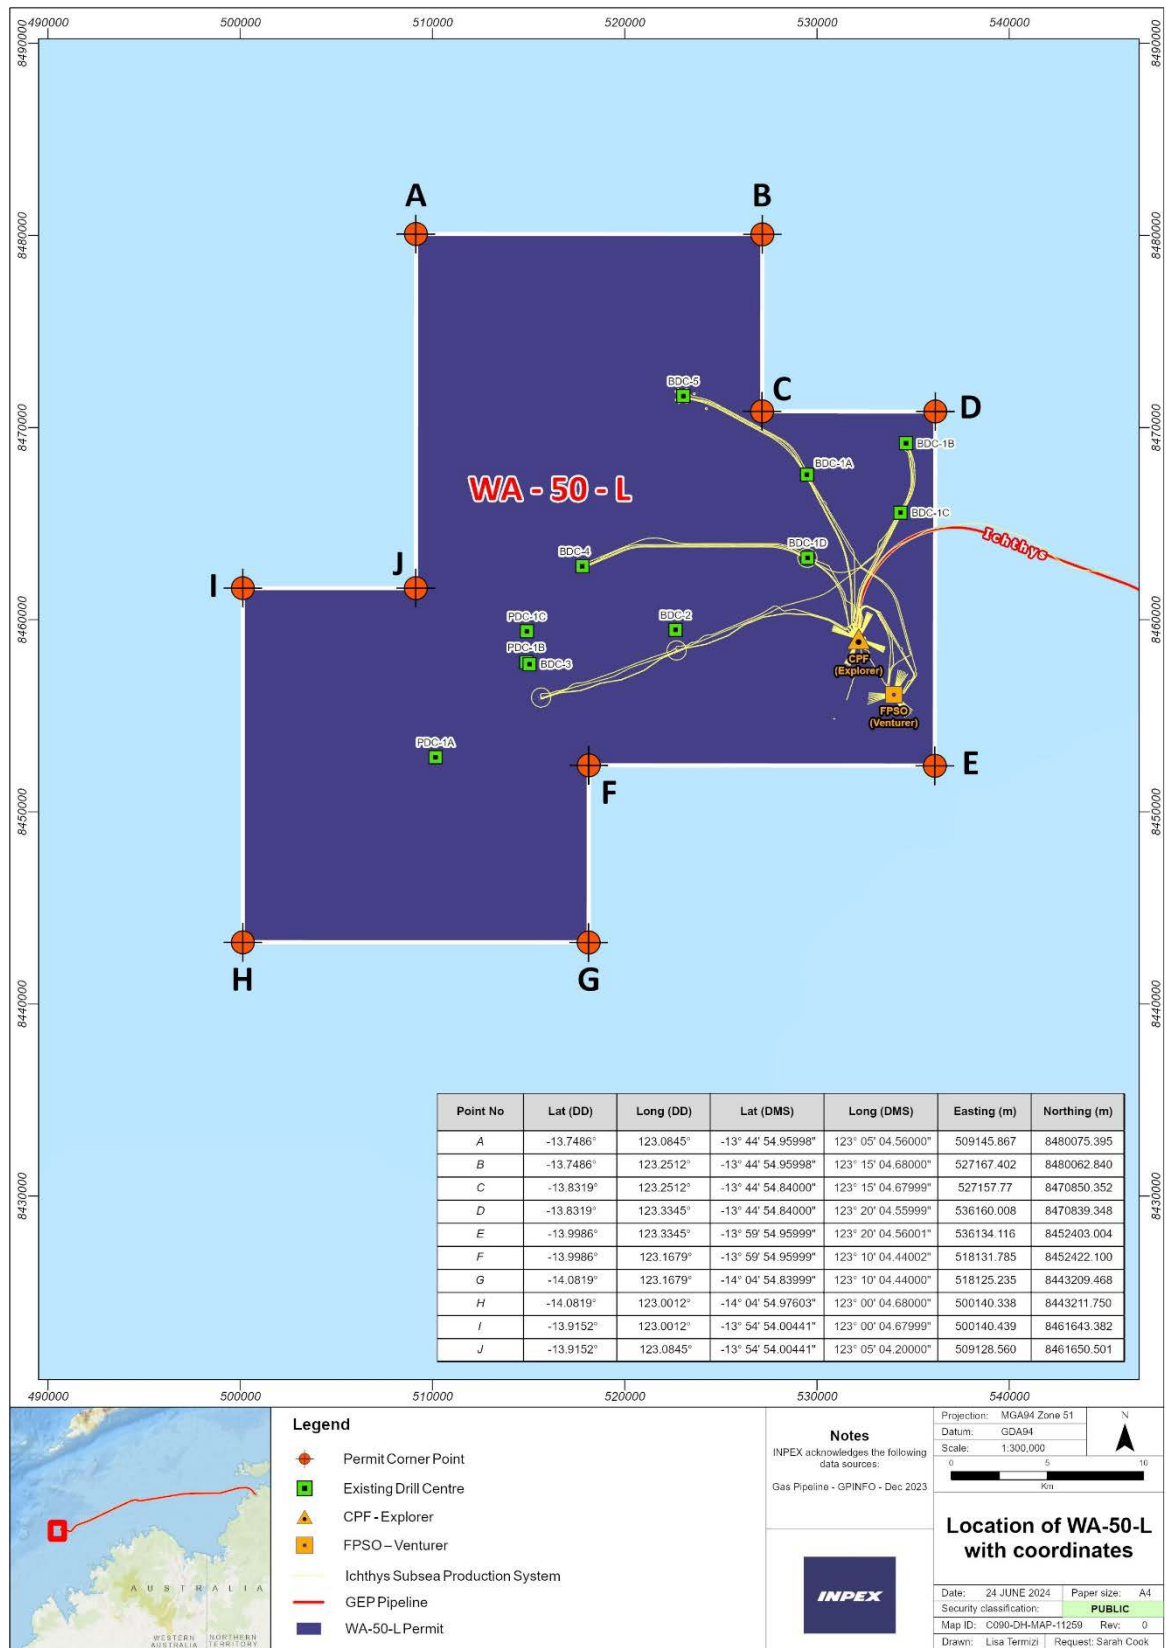 490000 500000 510000 520000 530000 540000
8490000 8490000
A B
8480000 8480000
BDC-5
C D
8470000 8470000
BDC-1B
BDC-1A
WA - 50 - L
BDC-1C
Ichthys
BDC-1D
BDC-4
I J
8460000 8460000
PDC-1C BDC-2
PDC-1B
BDC-3
CPF
(Explorer)
FPSO
(Venturer)
PDC-1A
E
F
8450000 8450000
H G
8440000 8440000
8430000 8430000
Point No Lat (DD) Long (DD) Lat (DMS) Long (DMS) Easting (m) Northing (m)
A -13.7486° 123.0845° -13° 44' 54.95998" 123° 05' 04.56000" 509145.867 8480075.395
B -13.7486° 123.2512° -13° 44' 54.95998" 123° 15' 04.68000" 527167.402 8480062.840
C -13.8319° 123.2512° -13° 44' 54.84000" 123° 15' 04.67999" 527157.77 8470850.352
D -13.8319° 123.3345° -13° 44' 54.84000" 123° 20' 04.55999" 536160.008 8470839.348
E -13.9986° 123.3345° -13° 59' 54.95999" 123° 20' 04.56001" 536134.116 8452403.004
F -13.9986° 123.1679° -13° 59' 54.95999" 123° 10' 04.44002" 518131.785 8452422.100
G -14.0819° 123.1679° -14° 04' 54.83999" 123° 10' 04.44000" 518125.235 8443209.468
H -14.0819° 123.0012° -14° 04' 54.97603" 123° 00' 04.68000" 500140.338 8443211.750
I -13.9152° 123.0012° -13° 54' 54.00441" 123° 00' 04.67999" 500140.439 8461643.382
J -13.9152° 123.0845° -13° 54' 54.00441" 123° 05' 04.20000" 509128.560 8461650.501
490000 500000 510000 520000 530000 540000
AUSTRALIA
WESTERN AUSTRALIA
NORTHERN TERRITORY
Legend
Permit Corner Point
Existing Drill Centre
CPF - Explorer
FPSO – Venturer
Ichthys Subsea Production System
GEP Pipeline
WA-50-L Permit
Notes
INPEX acknowledges the following
data sources:
Gas Pipeline - GPINFO - Dec 2023
INPEX
Projection: MGA94 Zone 51
Datum: GDA94
Scale: 1:300,000
N
0 5 10
Km
Location of WA-50-L
with coordinates
Date: 24 JUNE 2024 Paper size: A4
Security classification: PUBLIC
Map ID: C090-DH-MAP-11259 Rev: 0
Drawn: Lisa Termizi Request: Sarah Cook